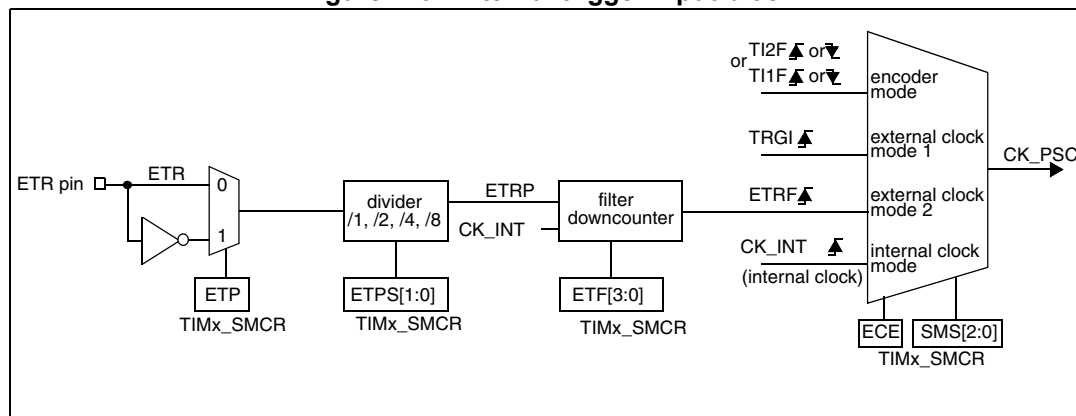 TI2F or
or TI1F or
encoder
mode
TRGI
external clock
mode 1
CK_PSC
ETR pin
ETR
0
1
divider
/1, /2, /4, /8
ETRP
CK_INT
filter
downcounter
ETRF
external clock
mode 2
CK_INT
(internal clock)
internal clock
mode
ETP
TIMx_SMCR
ETPS[1:0]
TIMx_SMCR
ETF[3:0]
TIMx_SMCR
ECE
SMS[2:0]
TIMx_SMCR